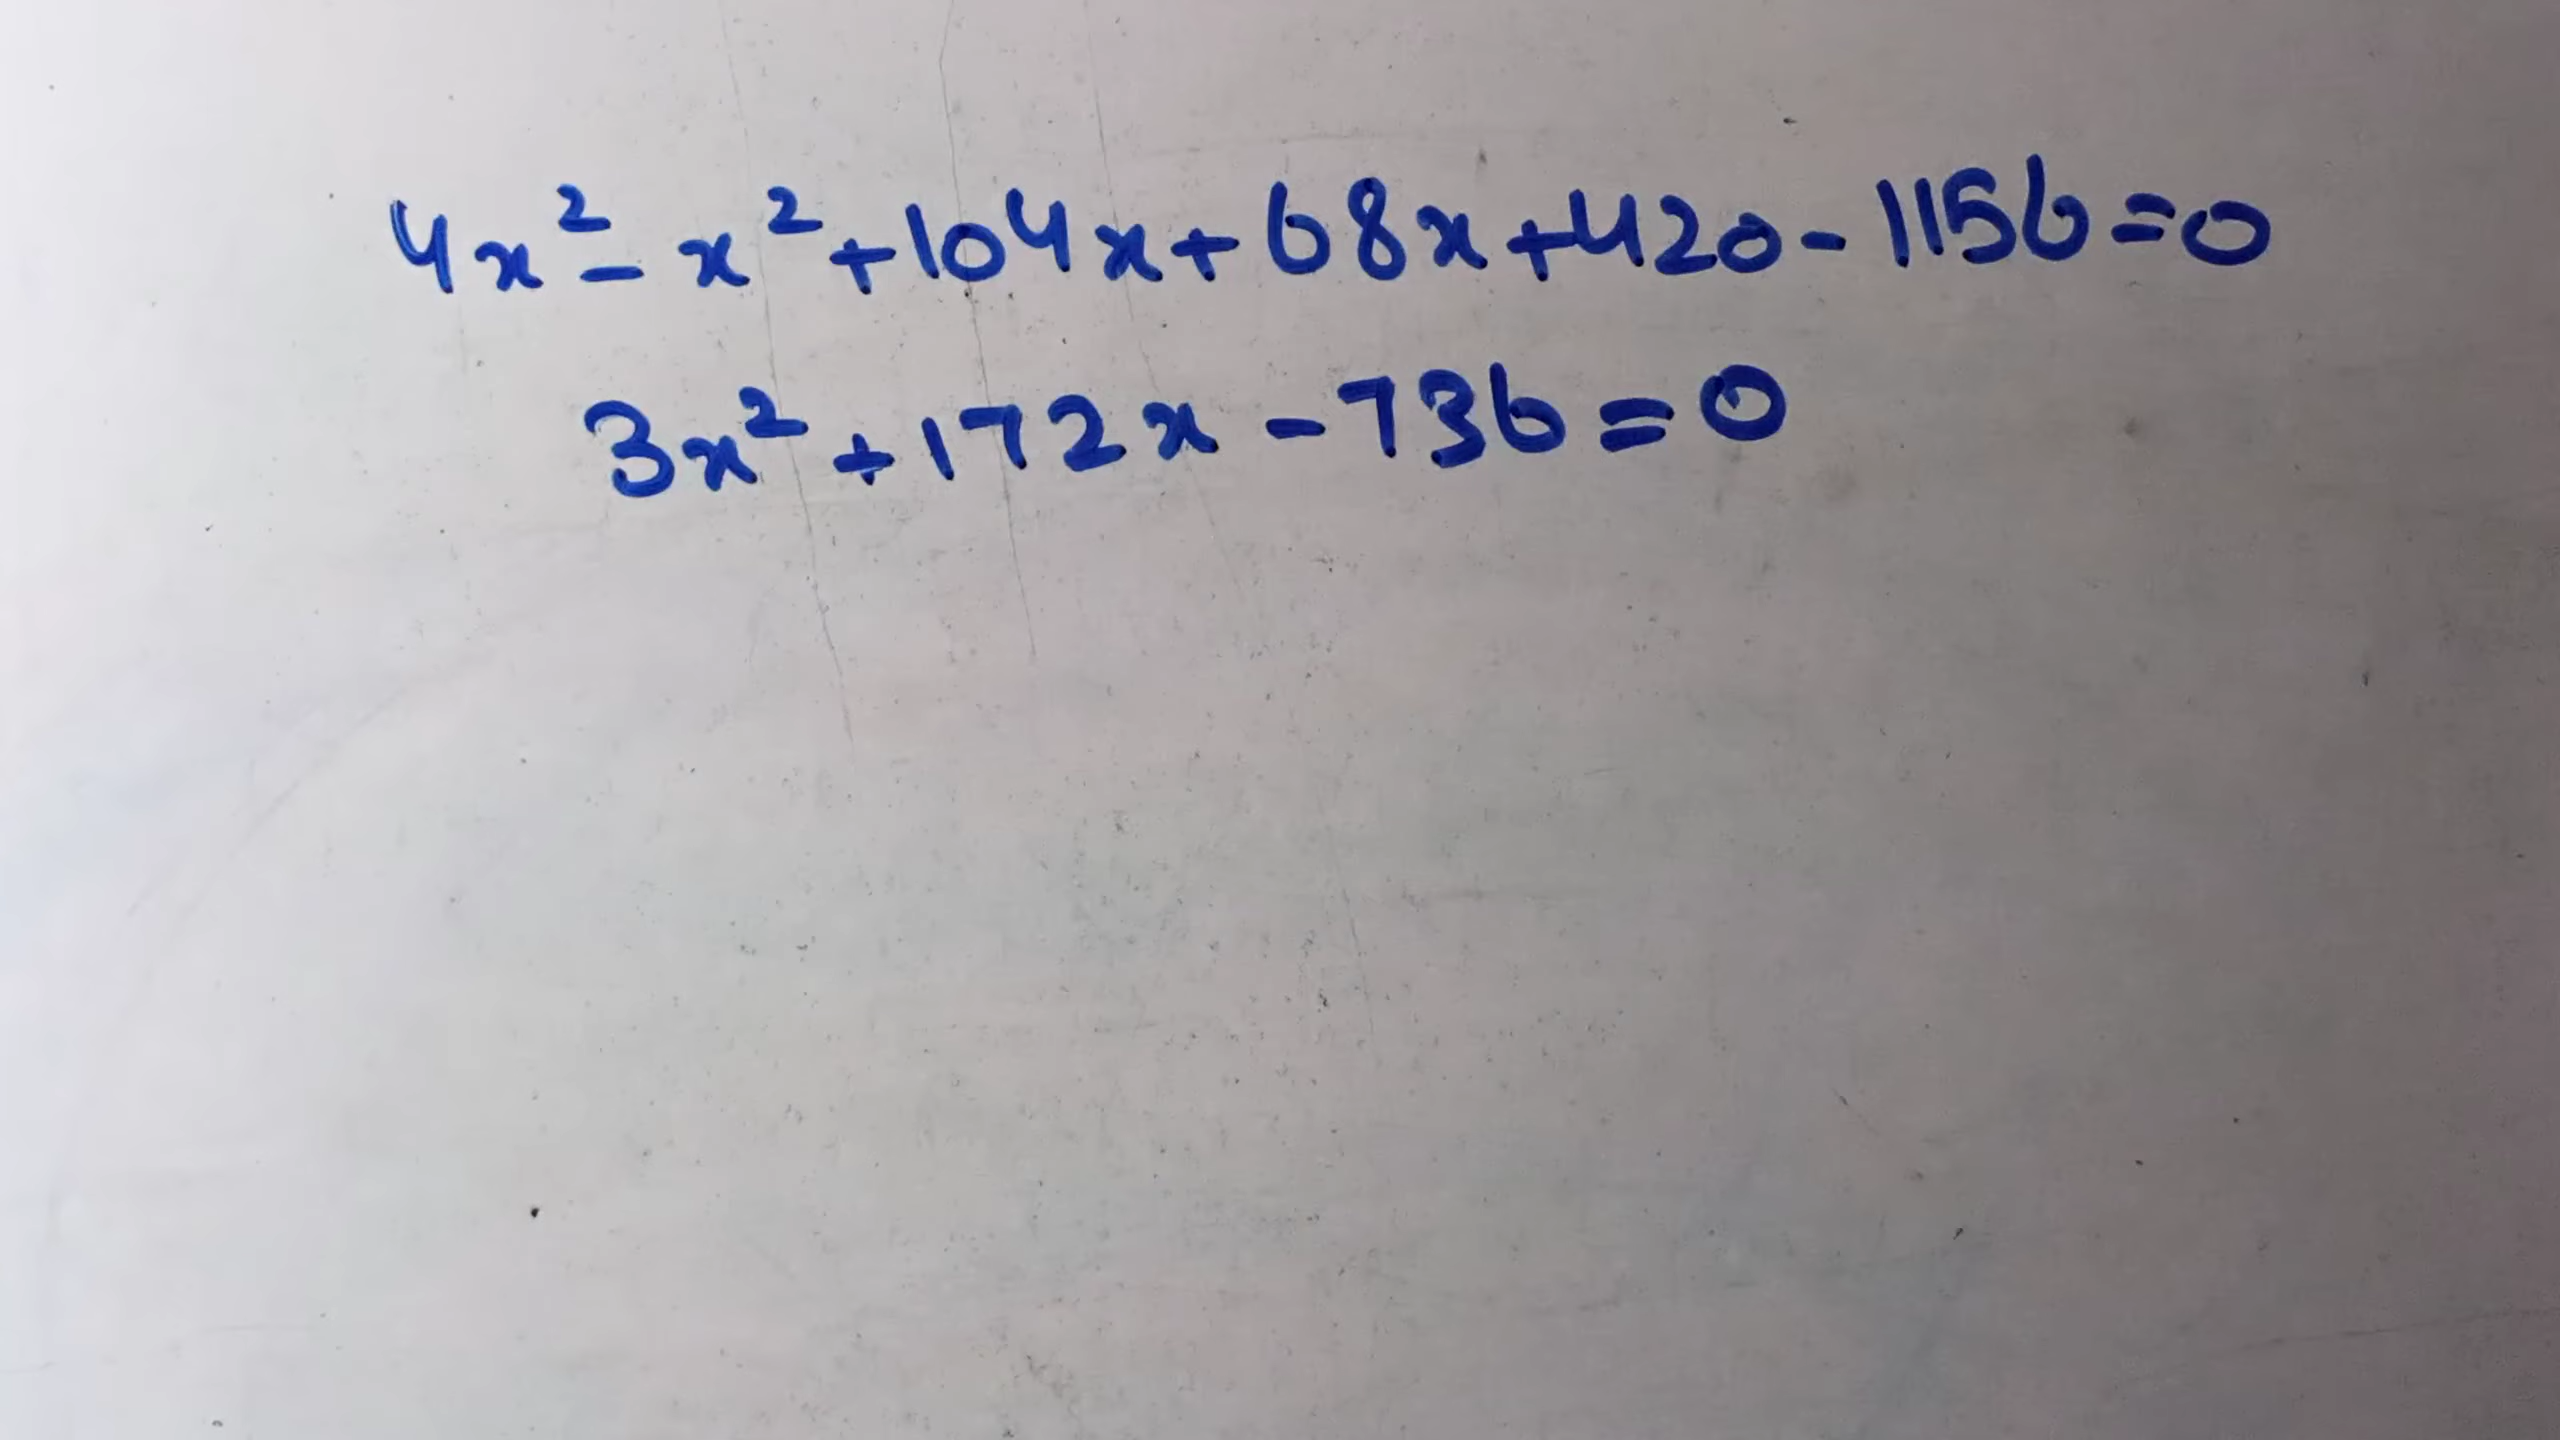 4x² - x² + 104x + 68x + 420 - 1156 = 0
3x² + 172x - 736 = 0